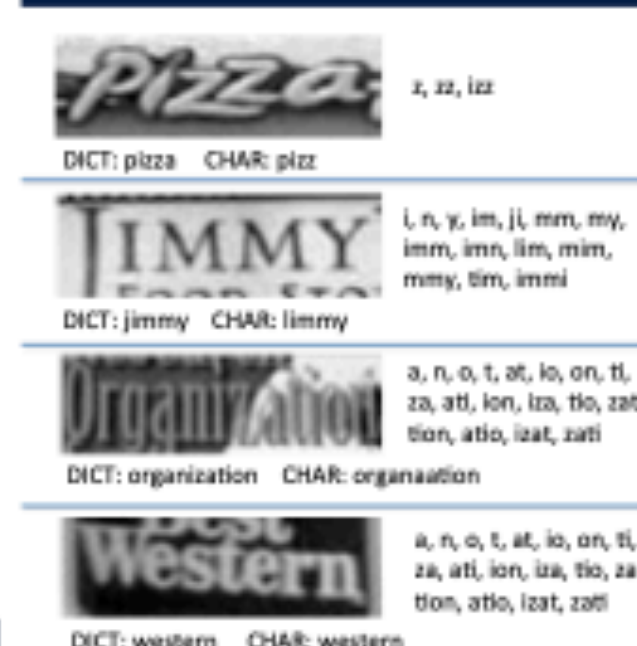 Pizza
z, zz, izz
DICT: pizza CHAR: pizz
JIMMY
FOOD STO
i, n, y, im, ji, mm, my,
imm, imn, lim, mim,
mmy, tim, immi
DICT: jimmy CHAR: limmy
Organization
a, n, o, t, at, io, on, ti,
za, ati, ion, iza, tio, zat
tion, atio, izat, zati
DICT: organization CHAR: organaation
Best
Western
a, n, o, t, at, io, on, ti,
za, ati, ion, iza, tio, za
tion, atio, izat, zati
DICT: western CHAR: western